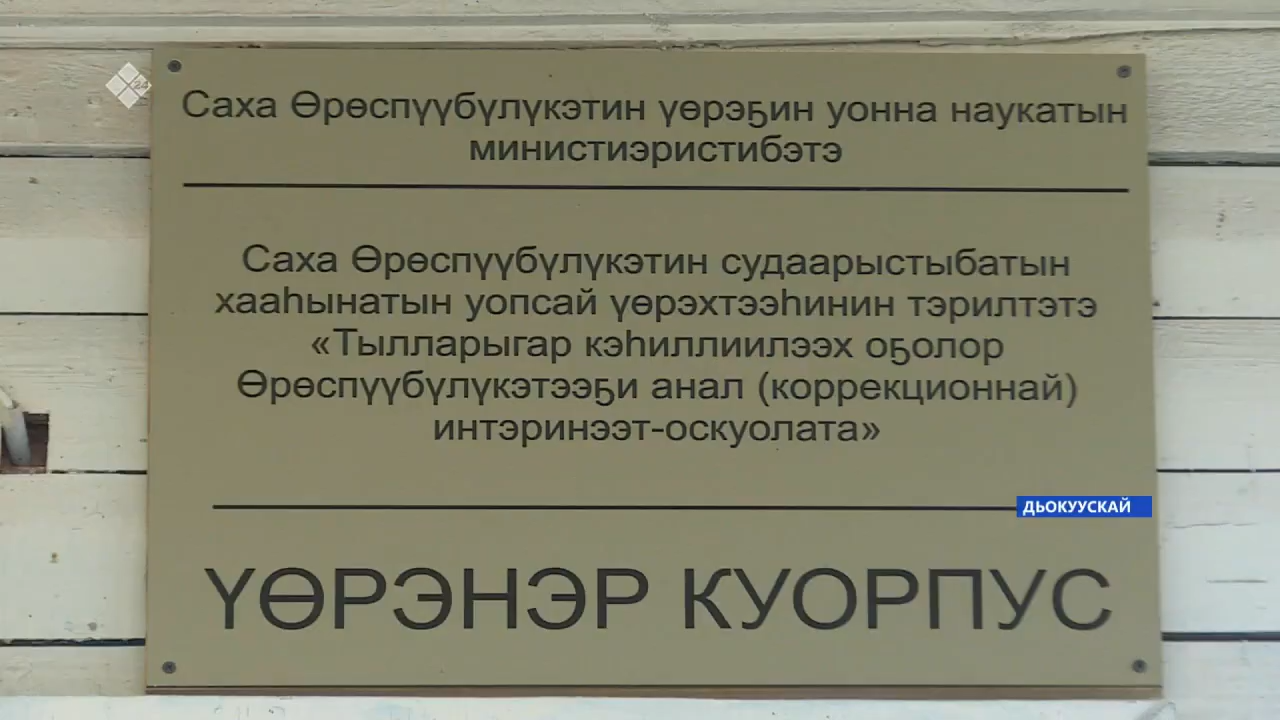 24
Саха Өрөспүүбүлүкэтин үөрэҕин уонна наукатын
министиэристибэтэ
Саха Өрөспүүбүлүкэтин судаарыстыбатын
хааһынатын уопсай үөрэхтээһинин тэрилтэтэ
«Тылларыгар кэһиллиилээх оҕолор
Өрөспүүбүлүкэтээҕи анал (коррекционнай)
интэринээт-оскуолата»
ДЬОКУУСКАЙ
ҮӨРЭНЭР КУОРПУС